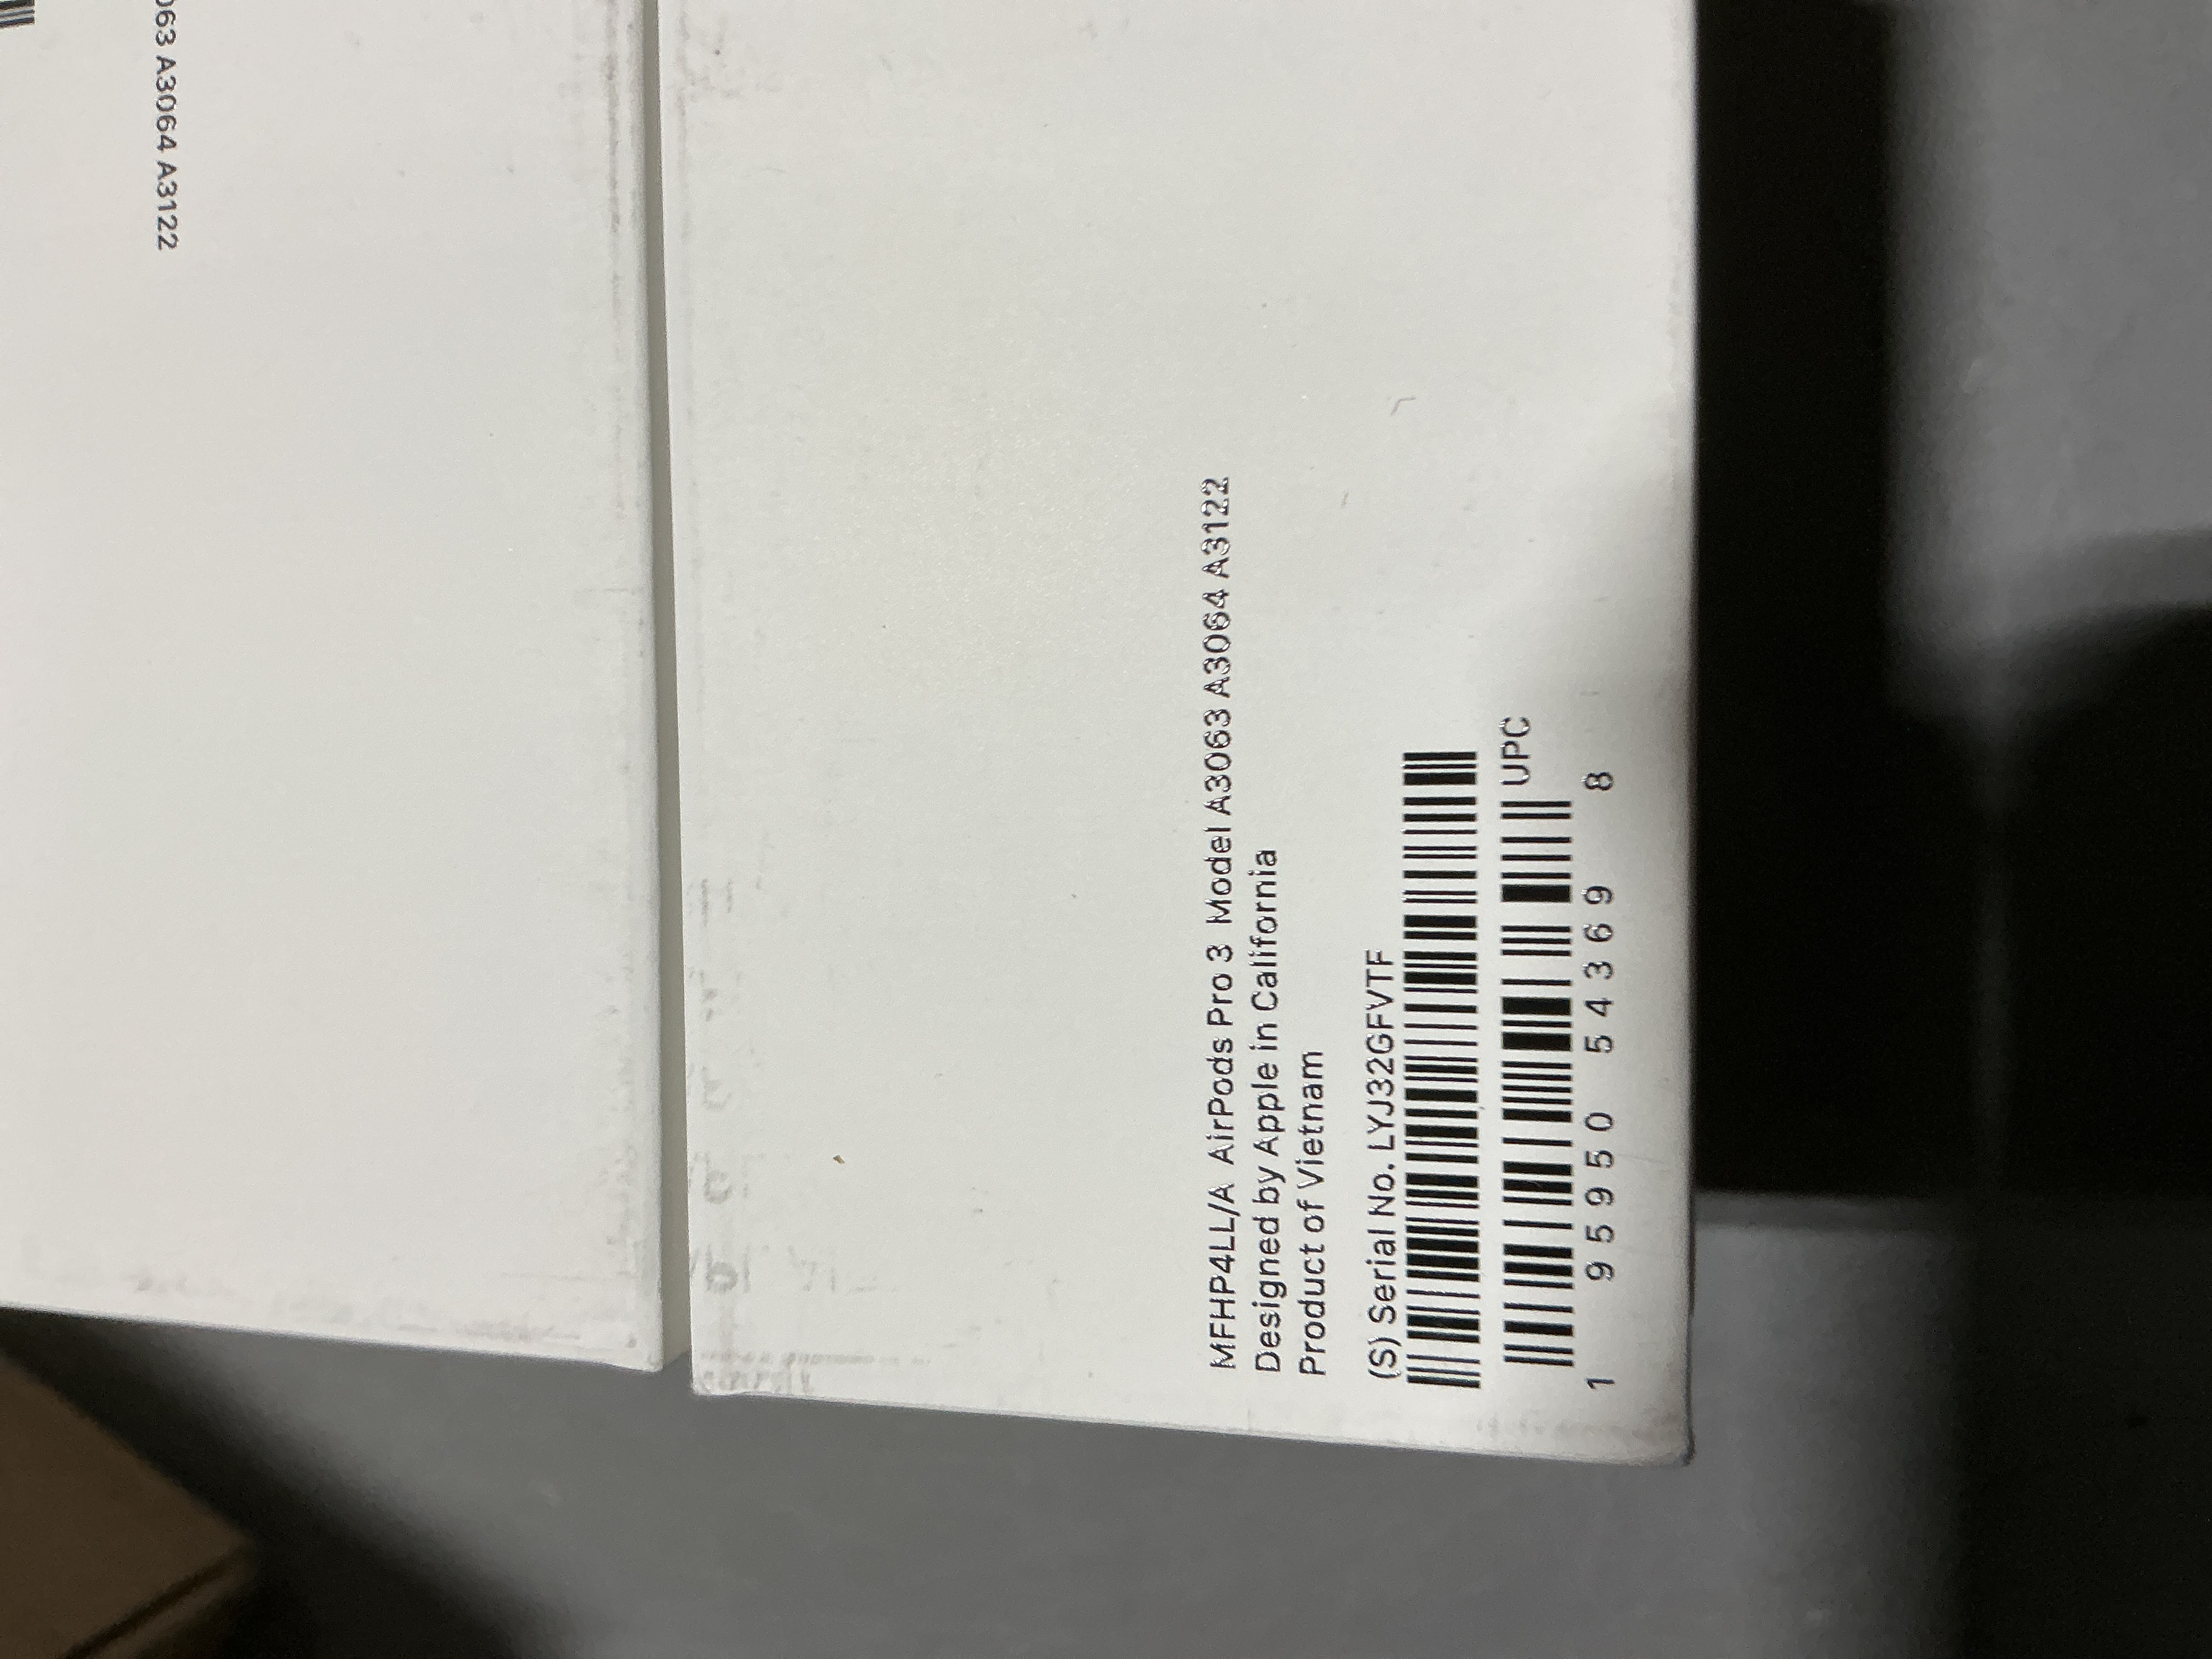 063 A3064 A3122
MFHP4LL/A AirPods Pro 3 Model A3063 A3064 A3122
Designed by Apple in California
Product of Vietnam
(S) Serial No. LYJ32GFVTF
UPC
1 95950 54369 8